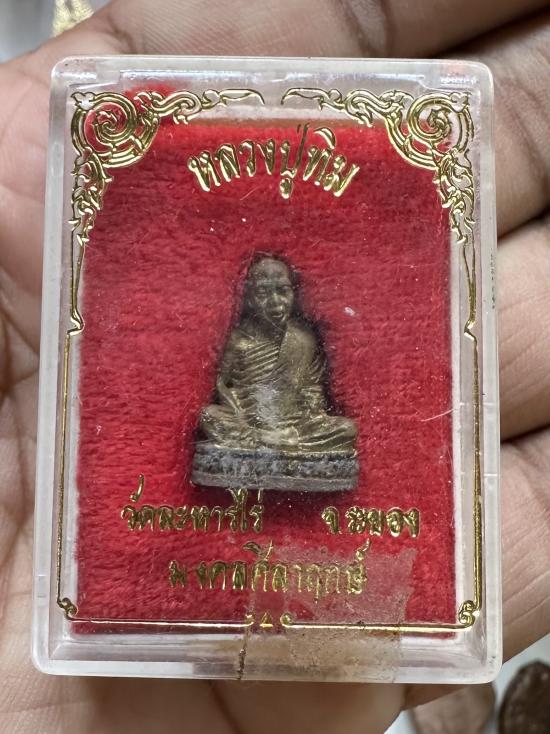 หลวงปู่ทิม
วัดละหารไร่ จ.ระยอง
มงคลศีลาฤกษ์